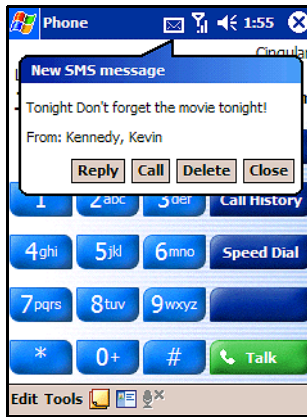 Phone 1:55
Cingular
New SMS message
Tonight Don't forget the movie tonight!
From: Kennedy, Kevin
Reply Call Delete Close
1 2abc 3def Call History
4ghi 5jkl 6mno Speed Dial
7pqrs 8tuv 9wxyz
* 0+ # Talk
Edit Tools